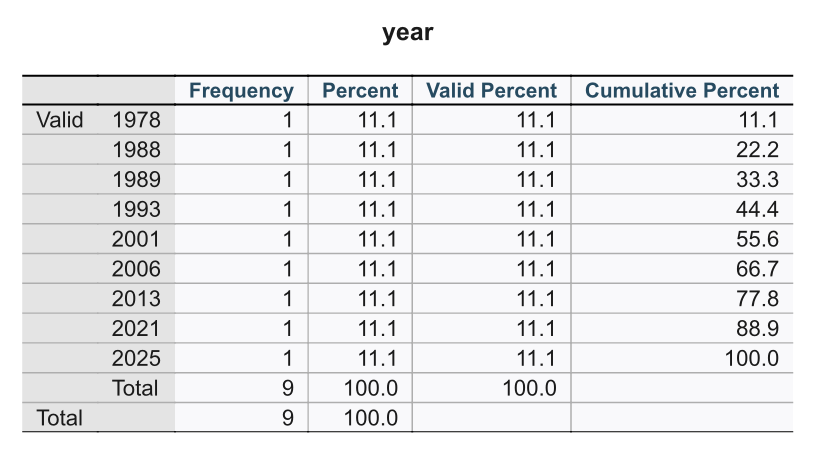 year
Frequency Percent Valid Percent Cumulative Percent
Valid 1978 1 11.1 11.1 11.1
1988 1 11.1 11.1 22.2
1989 1 11.1 11.1 33.3
1993 1 11.1 11.1 44.4
2001 1 11.1 11.1 55.6
2006 1 11.1 11.1 66.7
2013 1 11.1 11.1 77.8
2021 1 11.1 11.1 88.9
2025 1 11.1 11.1 100.0
Total 9 100.0 100.0
Total 9 100.0